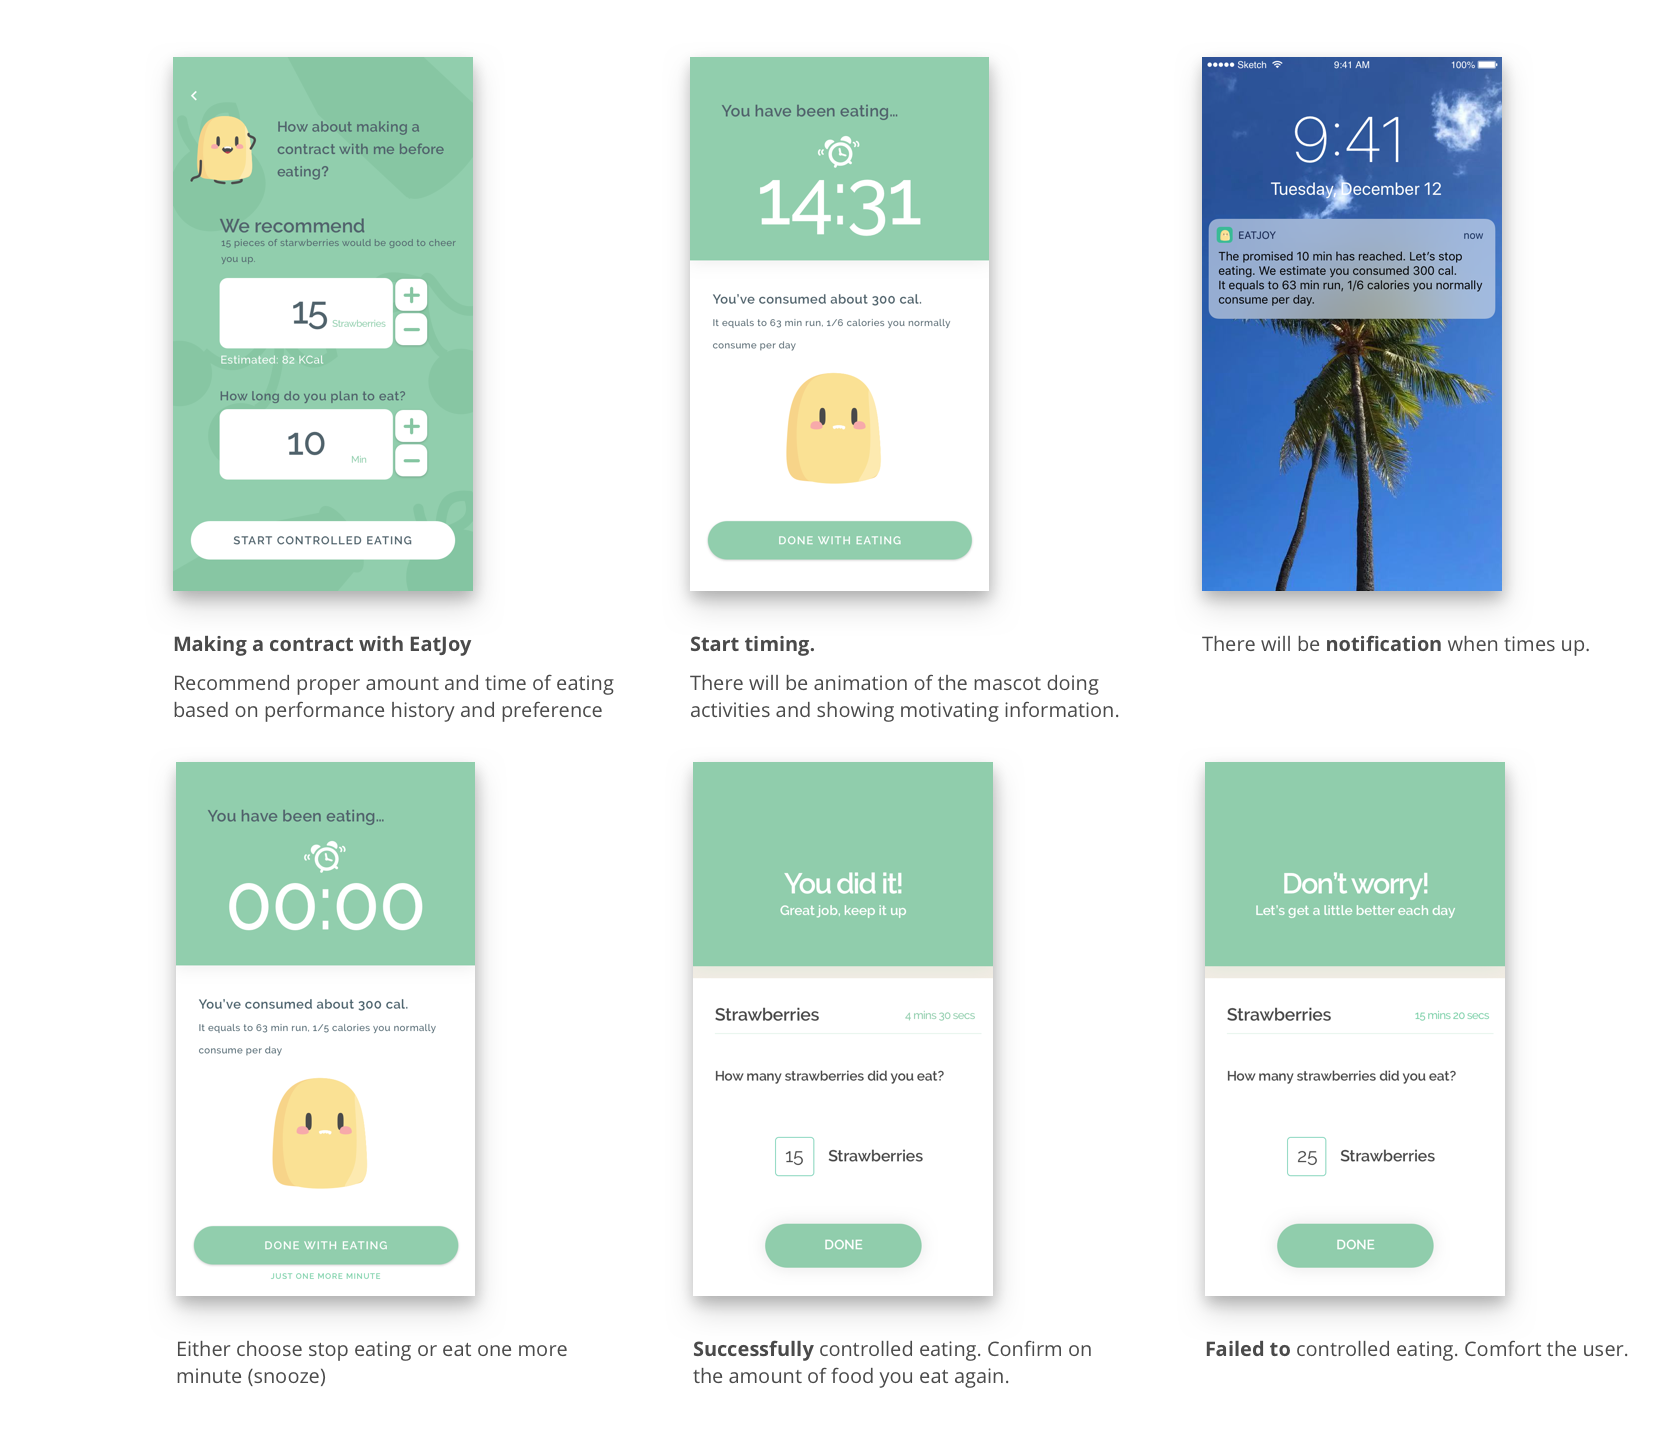 How about making a
contract with me before
eating?
We recommend
15 pieces of starwberries would be good to cheer
you up.
15 Strawberries
Estimated: 82 KCal
How long do you plan to eat?
10 Min
START CONTROLLED EATING
Making a contract with EatJoy
Recommend proper amount and time of eating
based on performance history and preference
You have been eating...
14:31
You've consumed about 300 cal.
It equals to 63 min run, 1/6 calories you normally
consume per day
DONE WITH EATING
Start timing.
There will be animation of the mascot doing
activities and showing motivating information.
Sketch 9:41 AM 100%
9:41
Tuesday, December 12
EATJOY now
The promised 10 min has reached. Let's stop
eating. We estimate you consumed 300 cal.
It equals to 63 min run, 1/6 calories you normally
consume per day.
There will be notification when times up.
You have been eating...
00:00
You've consumed about 300 cal.
It equals to 63 min run, 1/5 calories you normally
consume per day
DONE WITH EATING
JUST ONE MORE MINUTE
Either choose stop eating or eat one more
minute (snooze)
You did it!
Great job, keep it up
Strawberries 4 mins 30 secs
How many strawberries did you eat?
15 Strawberries
DONE
Successfully controlled eating. Confirm on
the amount of food you eat again.
Don't worry!
Let's get a little better each day
Strawberries 15 mins 20 secs
How many strawberries did you eat?
25 Strawberries
DONE
Failed to controlled eating. Comfort the user.